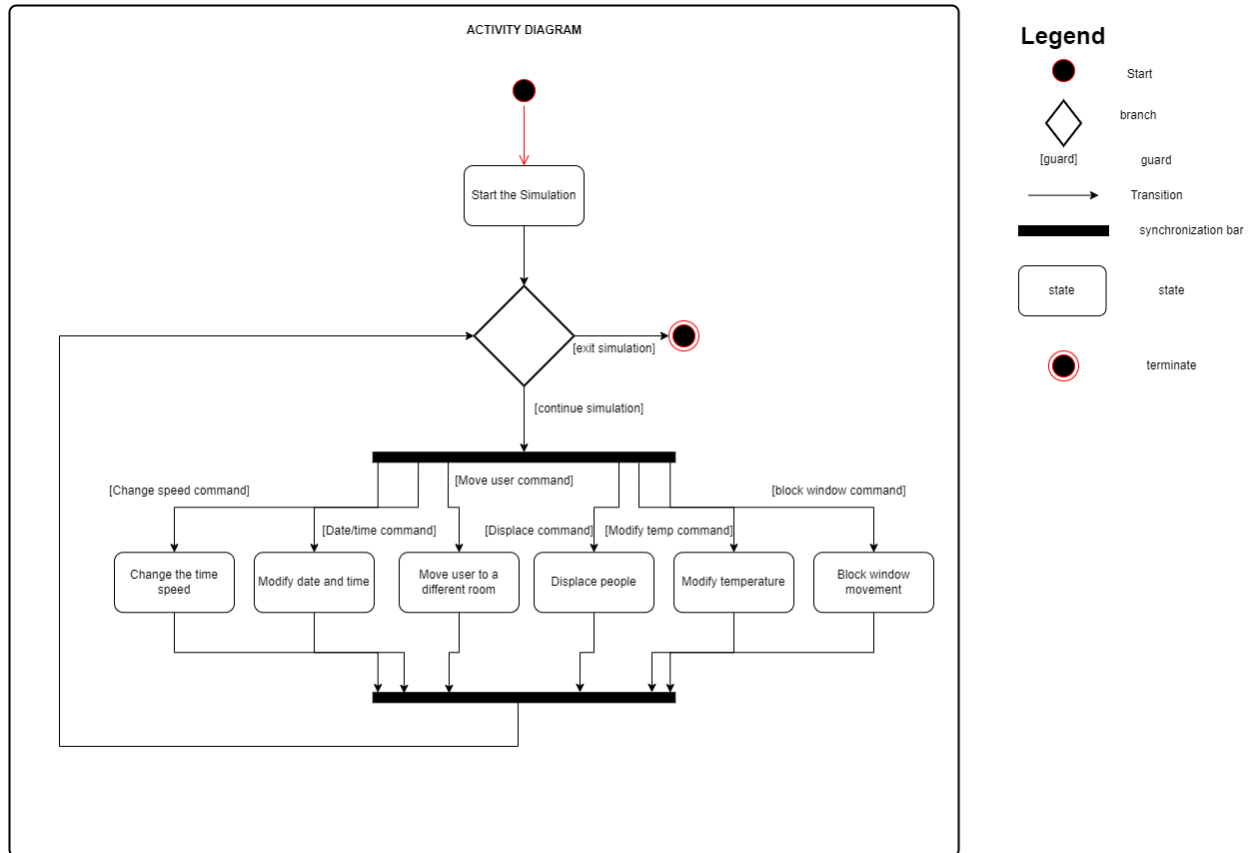 ACTIVITY DIAGRAM
Start the Simulation
[exit simulation]
[continue simulation]
[Change speed command]
[Move user command]
[block window command]
[Date/time command]
[Displace command]
[Modify temp command]
Change the time
speed
Modify date and time
Move user to a
different room
Displace people
Modify temperature
Block window
movement
Legend
Start
branch
[guard]
guard
Transition
synchronization bar
state
state
terminate